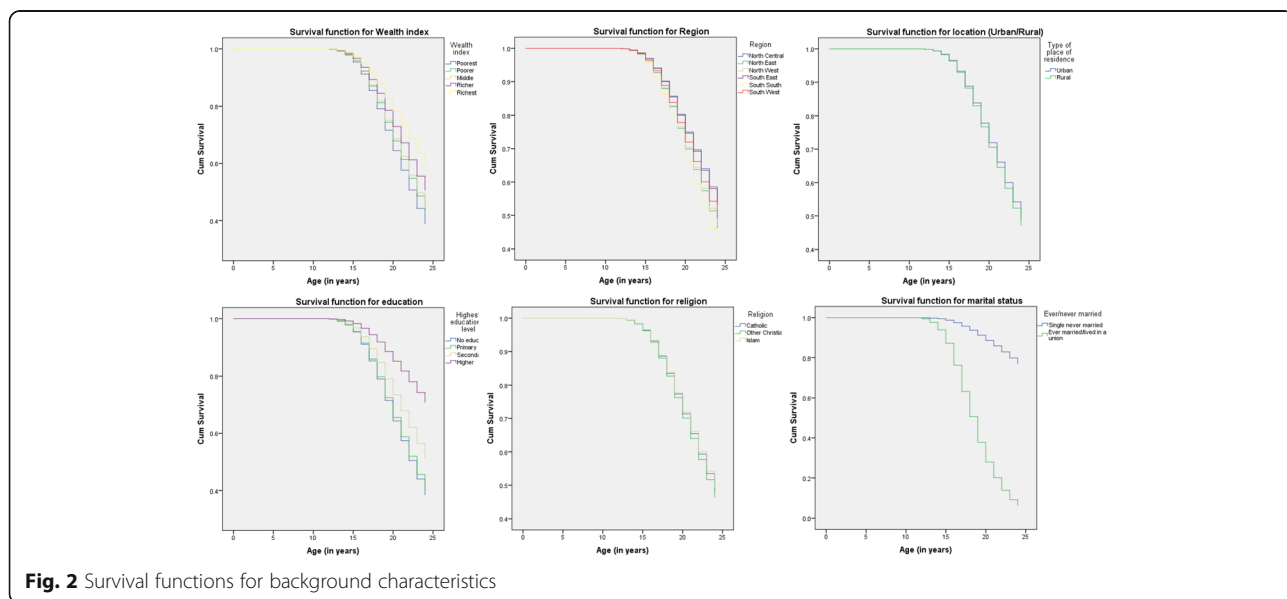 Survival function for Wealth index
Wealth index
Poorest
Poorer
Middle
Richer
Richest
Cum Survival
1.0
0.8
0.6
0.4
0 5 10 15 20 25
Age (in years)
Survival function for Region
Region
North Central
North East
North West
South East
South South
South West
Cum Survival
1.0
0.9
0.8
0.7
0.6
0.5
0.4
0 5 10 15 20 25
Age (in years)
Survival function for location (Urban/Rural)
Type of place of residence
Urban
Rural
Cum Survival
1.0
0.9
0.8
0.7
0.6
0.5
0.4
0 5 10 15 20 25
Age (in years)
Survival function for education
Highes
education
level
No educ
Primary
Second
Higher
Cum Survival
1.0
0.8
0.6
0.4
0 5 10 15 20 25
Age (in years)
Survival function for religion
Religion
Catholic
Other Christic
Islam
Cum Survival
1.0
0.9
0.8
0.7
0.6
0.5
0.4
0 5 10 15 20 25
Age (in years)
Survival function for marital status
Ever/never married
Single never married
Ever married/lived in a
union
Cum Survival
1.0
0.8
0.6
0.4
0.2
0.0
0 5 10 15 20 25
Age (in years)
Fig. 2 Survival functions for background characteristics